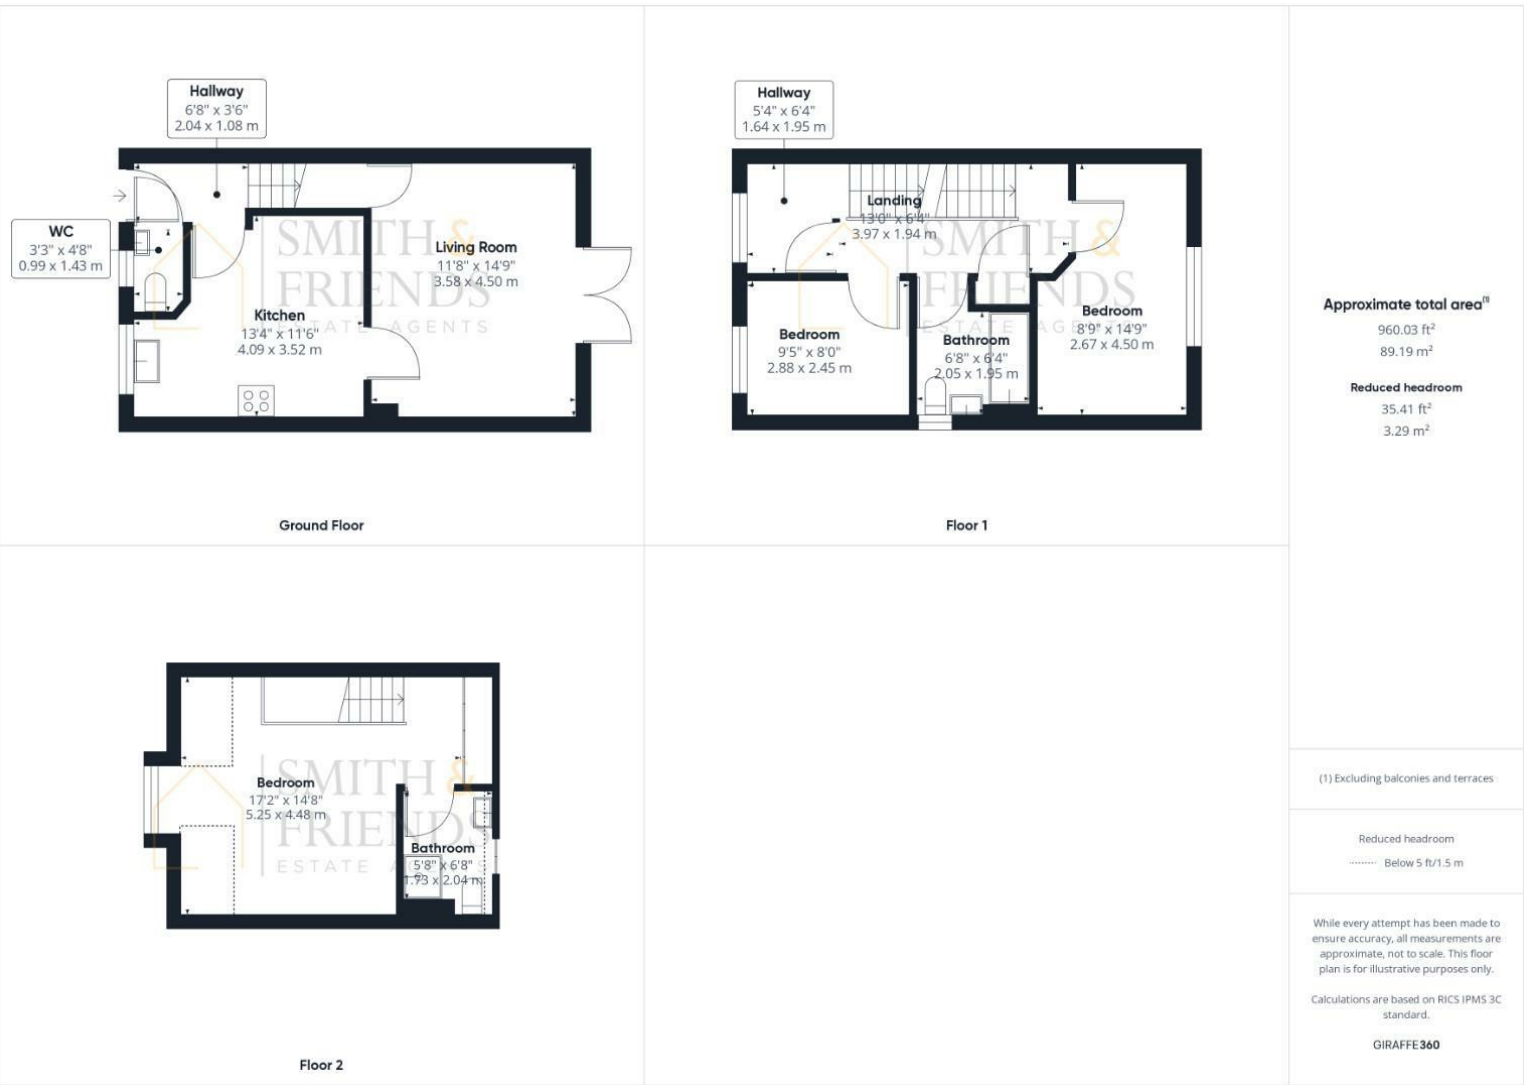 Hallway
6'8" x 3'6"
2.04 x 1.08 m
WC
3'3" x 4'8"
0.99 x 1.43 m
SMITH &
FRIENDS
ESTATE AGENTS
Living Room
11'8" x 14'9"
3.58 x 4.50 m
Kitchen
13'4" x 11'6"
4.09 x 3.52 m
Ground Floor
Hallway
5'4" x 6'4"
1.64 x 1.95 m
Landing
13'0" x 6'4"
3.97 x 1.94 m
SMITH &
FRIENDS
ESTATE AGENTS
Bedroom
9'5" x 8'0"
2.88 x 2.45 m
Bathroom
6'8" x 6'4"
2.05 x 1.95 m
Bedroom
8'9" x 14'9"
2.67 x 4.50 m
Floor 1
SMITH &
FRIENDS
ESTATE AGENTS
Bedroom
17'2" x 14'8"
5.25 x 4.48 m
Bathroom
5'8" x 6'8"
1.73 x 2.04 m
Floor 2
Approximate total area(1)
960.03 ft²
89.19 m²
Reduced headroom
35.41 ft²
3.29 m²
(1) Excluding balconies and terraces
Reduced headroom
Below 5 ft/1.5 m
While every attempt has been made to
ensure accuracy, all measurements are
approximate, not to scale. This floor
plan is for illustrative purposes only.
Calculations are based on RICS IPMS 3C
standard.
GIRAFFE360